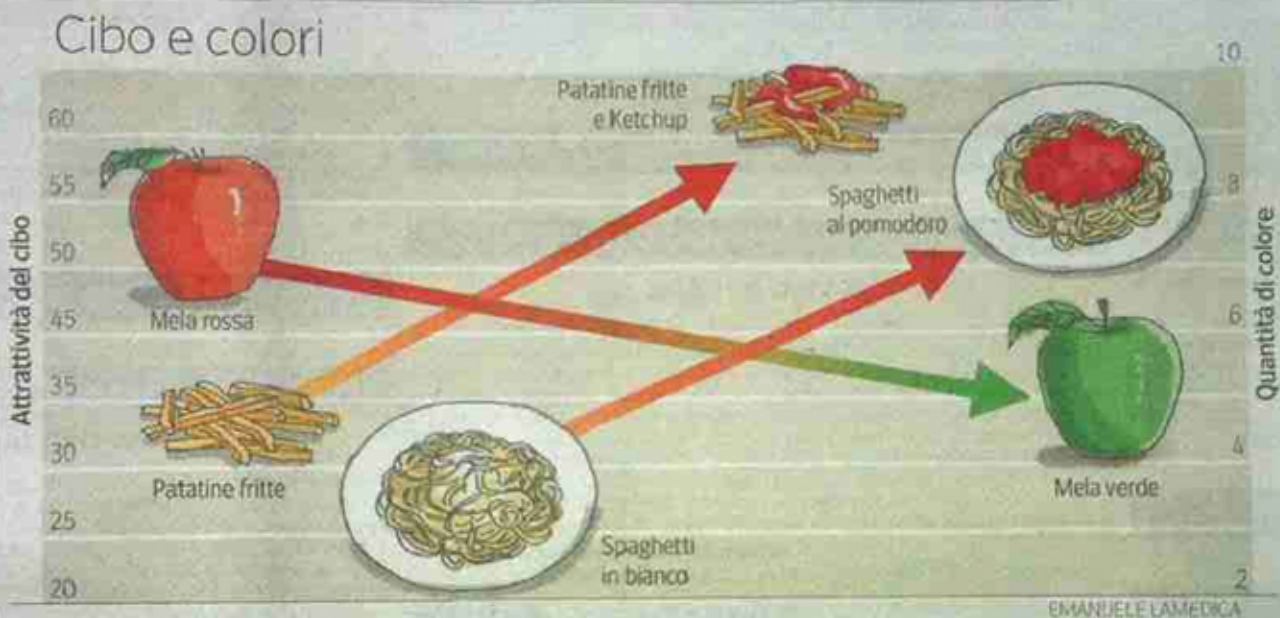 Cibo e colori
10
Patatine fritte
e Ketchup
60
55
8
Spaghetti
al pomodoro
50
Attrattività del cibo
Quantità di colore
Mela rossa
45
6
35
30
4
Patatine fritte
Mela verde
25
Spaghetti
in bianco
20
2
EMANUELE LAMEDICA